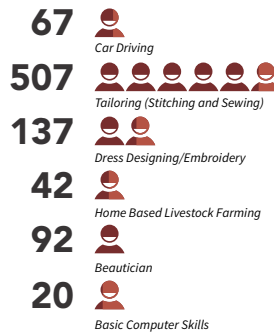 67
Car Driving
507
Tailoring (Stitching and Sewing)
137
Dress Designing/Embroidery
42
Home Based Livestock Farming
92
Beautician
20
Basic Computer Skills